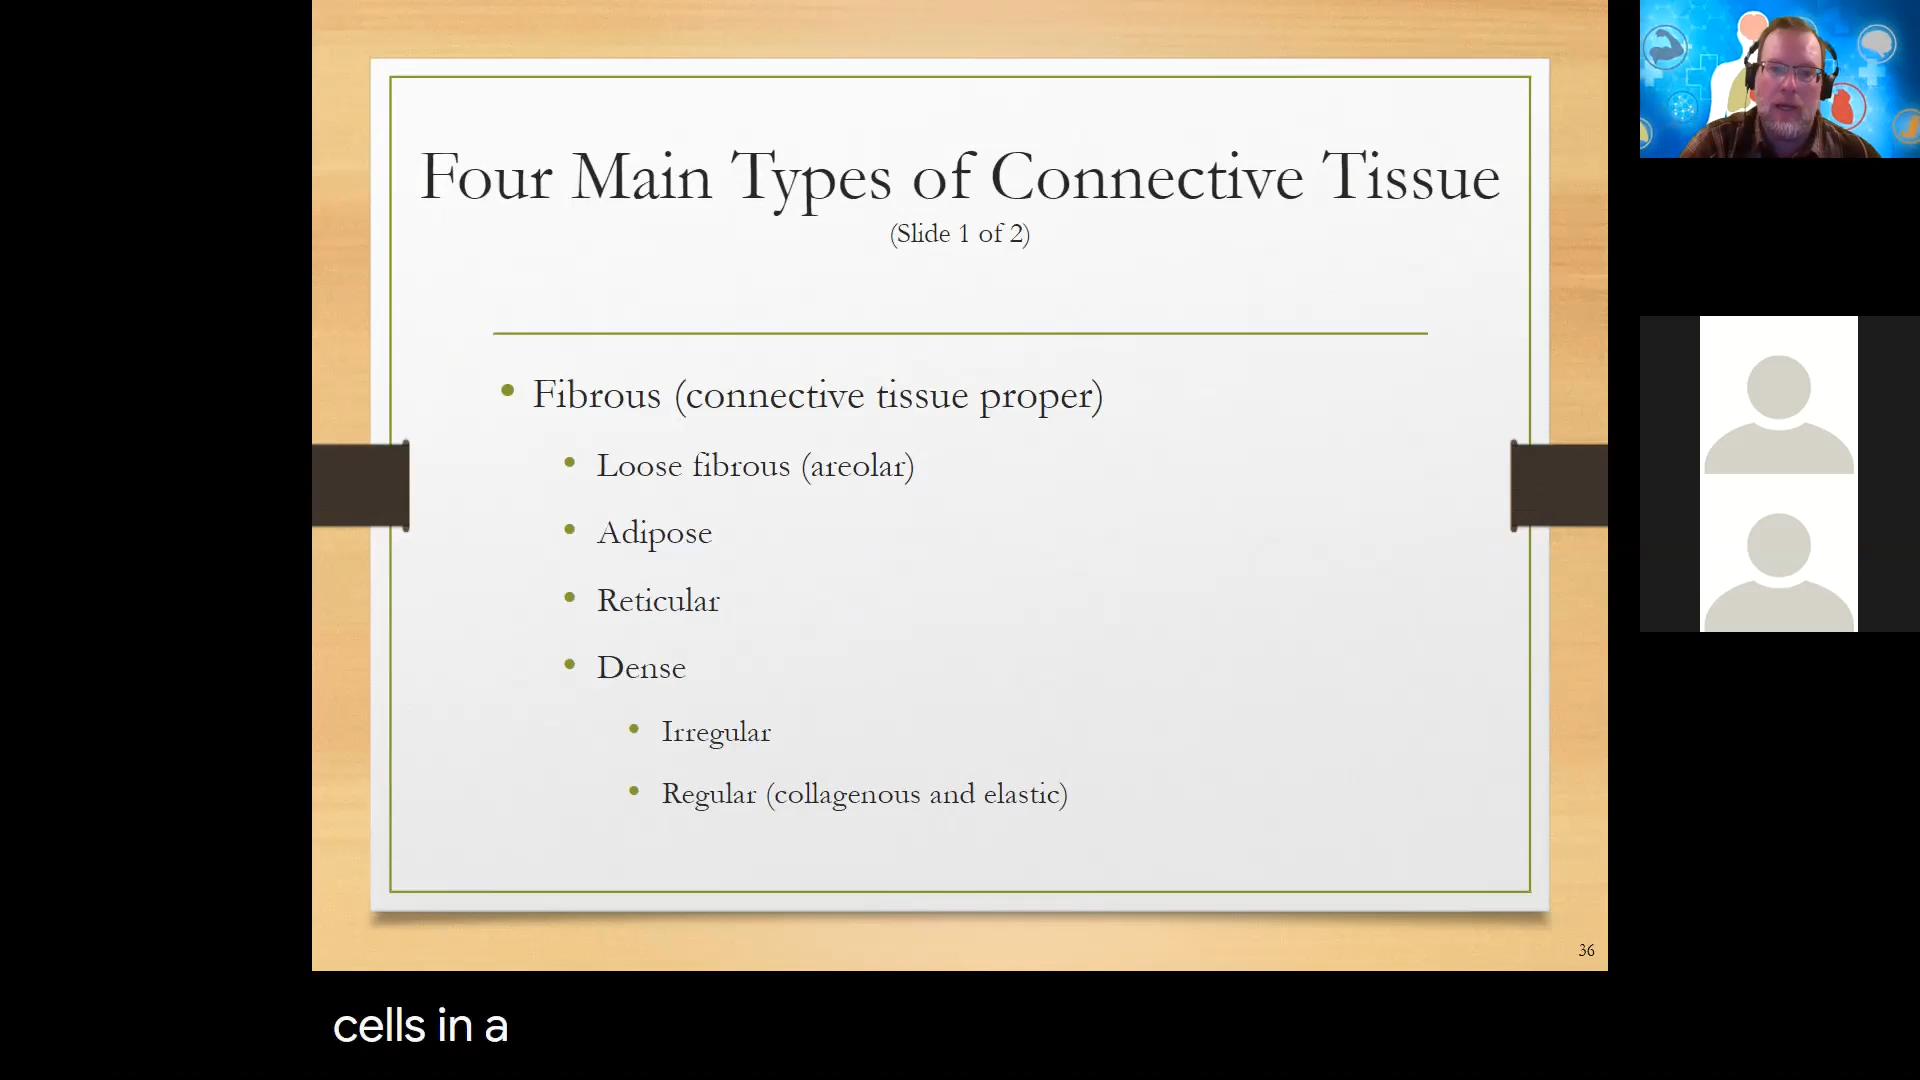 Four Main Types of Connective Tissue
(Slide 1 of 2)
• Fibrous (connective tissue proper)
• Loose fibrous (areolar)
• Adipose
• Reticular
• Dense
• Irregular
• Regular (collagenous and elastic)
36
cells in a